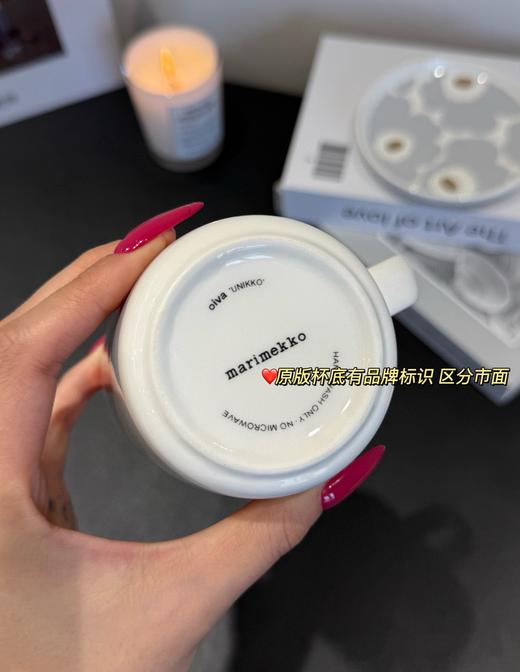 oiva "UNIKKO"
marimekko
HAND WASH ONLY · NO MICROWAVE
❤️原版杯底有品牌标识 区分市面
The Art of love